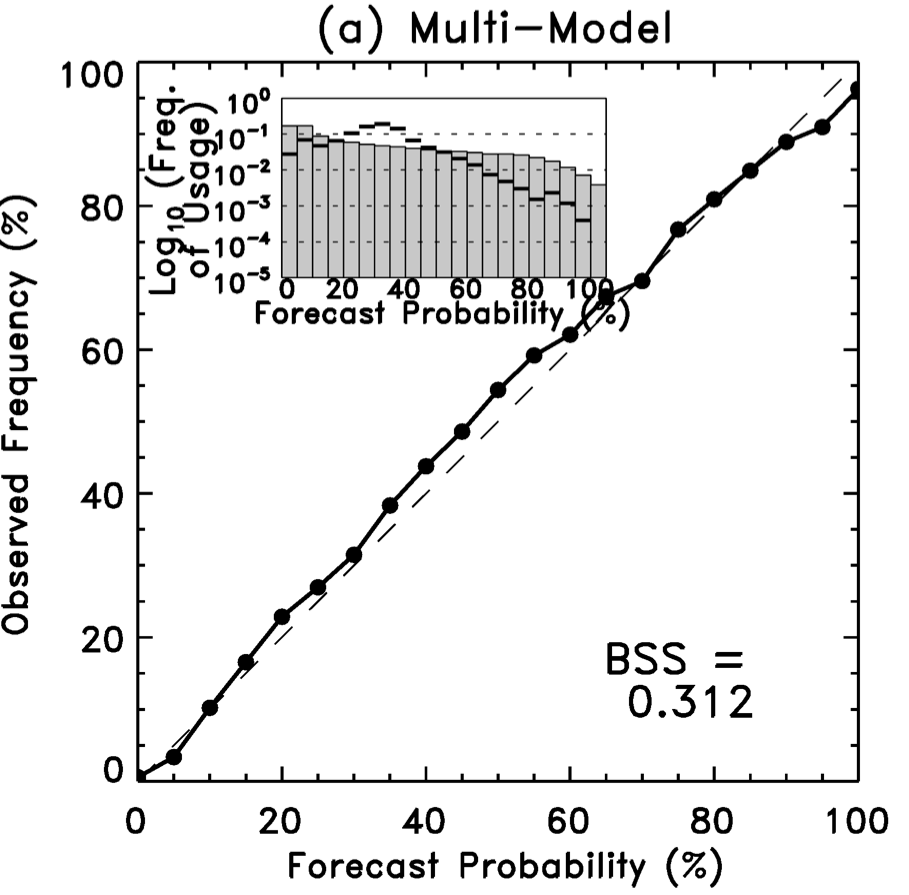 (a) Multi-Model
Observed Frequency (%)
100
80
60
40
20
0
Log10 (Freq.
of Usage)
10^0
10^-1
10^-2
10^-3
10^-4
10^-5
0 20 40 60 80 100
Forecast Probability (%)
BSS =
0.312
0 20 40 60 80 100
Forecast Probability (%)